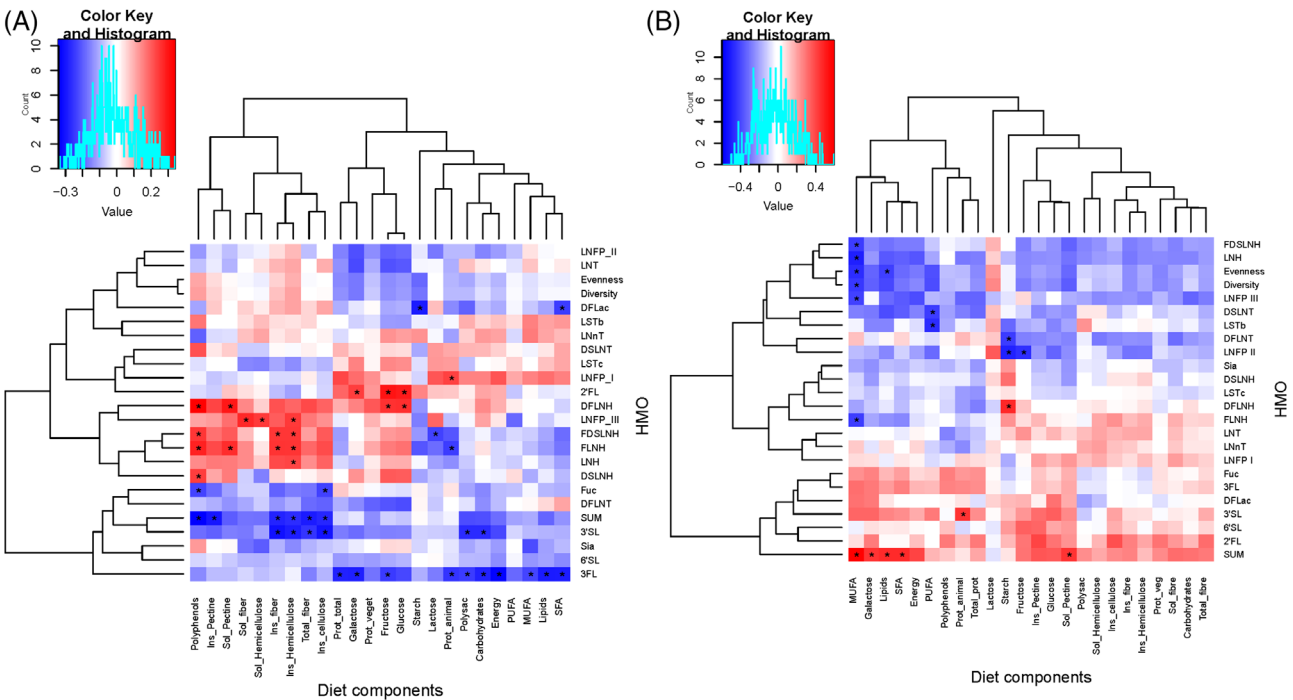 (A)
Color Key
and Histogram
Count
0 2 4 6 8 10
−0.3 0 0.2
Value
LNFP_II
LNT
Evenness
Diversity
DFLac
LSTb
LNnT
DSLNT
LSTc
LNFP_I
2'FL
DFLNH
LNFP_III
FDSLNH
FLNH
LNH
DSLNH
Fuc
DFLNT
SUM
3'SL
Sia
6'SL
3FL
HMO
Polyphenols
Ins_Pectine
Sol_Pectine
Sol_fiber
Sol_Hemicellulose
Ins_fiber
Ins_Hemicellulose
Total_fiber
Ins_cellulose
Prot_total
Galactose
Prot_veget
Fructose
Glucose
Starch
Lactose
Prot_animal
Polysac
Carbohydrates
Energy
PUFA
MUFA
Lipids
SFA
Diet components
(B)
Color Key
and Histogram
Count
0 2 4 6 8 10
−0.4 0 0.4
Value
FDSLNH
LNH
Evenness
Diversity
LNFP III
DSLNT
LSTb
DFLNT
LNFP II
Sia
DSLNH
LSTc
DFLNH
FLNH
LNT
LNnT
LNFP I
Fuc
3FL
DFLac
3'SL
6'SL
2'FL
SUM
HMO
MUFA
Galactose
Lipids
SFA
Energy
PUFA
Polyphenols
Prot_animal
Total_prot
Lactose
Starch
Fructose
Ins_Pectine
Glucose
Sol_Pectine
Polysac
Sol_Hemicellulose
Ins_cellulose
Ins_fibre
Ins_Hemicellulose
Prot_veg
Sol_fibre
Carbohydrates
Total_fibre
Diet components